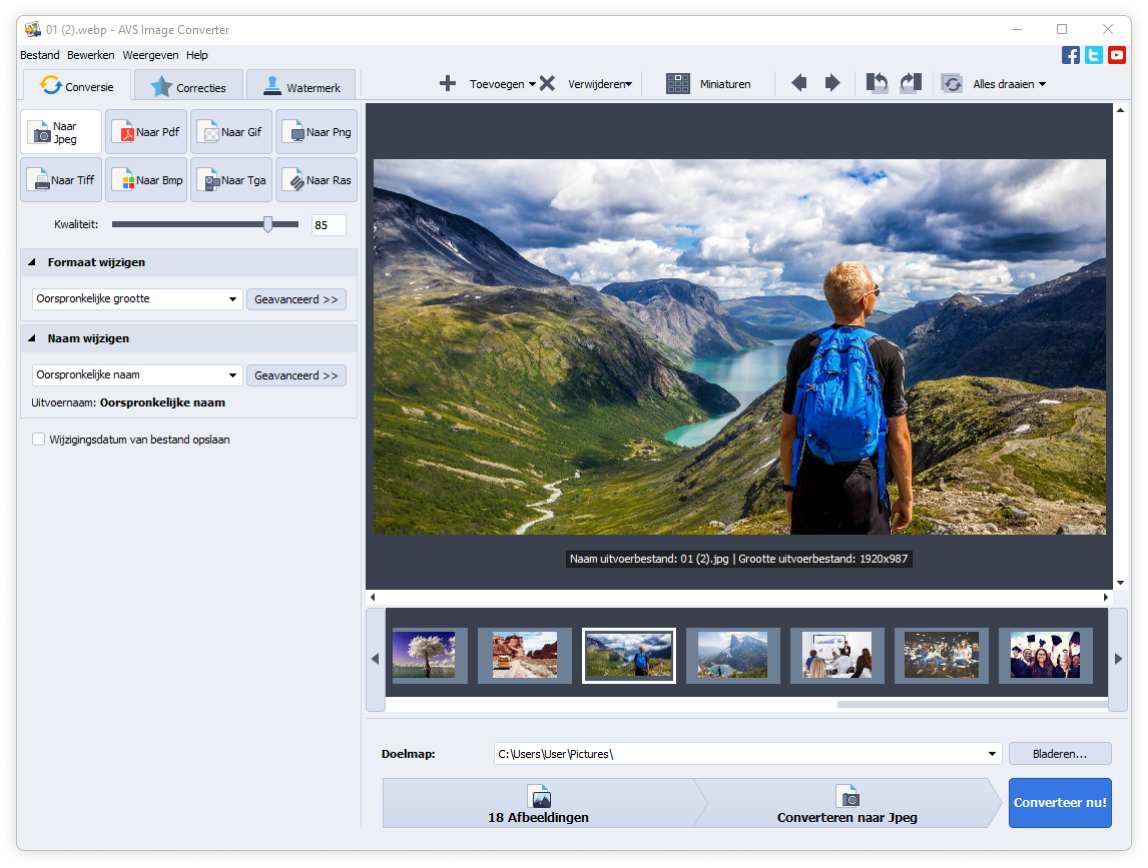 01 (2).webp - AVS Image Converter
Bestand Bewerken Weergeven Help
Conversie Correcties Watermerk
Toevoegen Verwijderen Miniaturen Alles draaien
Naar Jpeg
Naar Pdf
Naar Gif
Naar Png
Naar Tiff
Naar Bmp
Naar Tga
Naar Ras
Kwaliteit: 85
Formaat wijzigen
Oorspronkelijke grootte Geavanceerd >>
Naam wijzigen
Oorspronkelijke naam Geavanceerd >>
Uitvoernaam: Oorspronkelijke naam
Wijzigingsdatum van bestand opslaan
Naam uitvoerbestand: 01 (2).jpg | Grootte uitvoerbestand: 1920x987
Doelmap: C:\Users\User\Pictures\ Bladeren...
18 Afbeeldingen
Converteren naar Jpeg
Converteer nu!